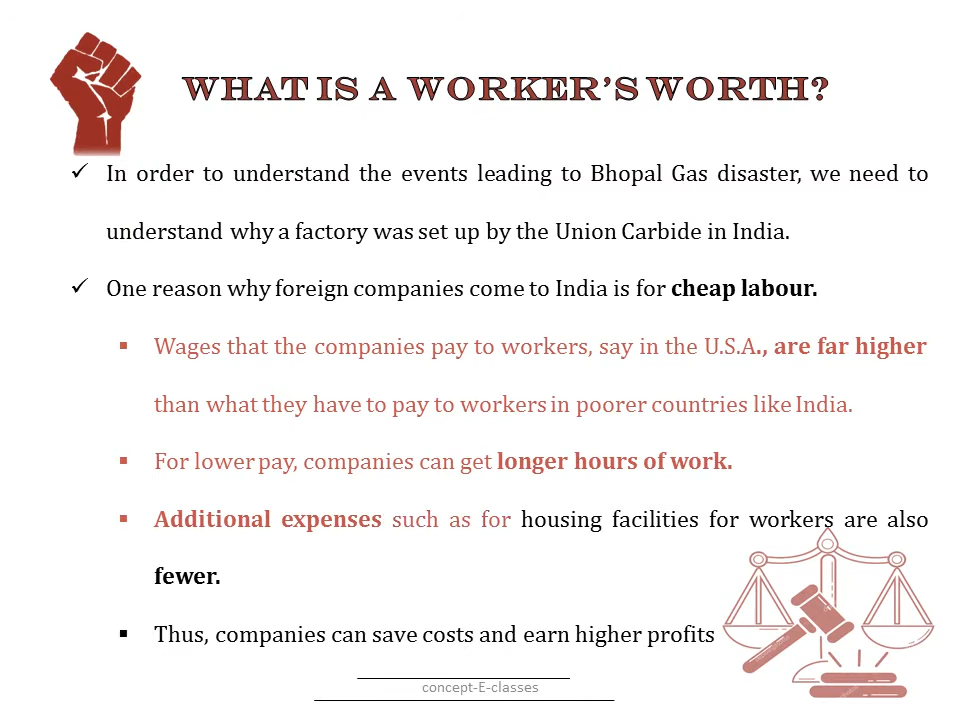 WHAT IS A WORKER'S WORTH?
✓ In order to understand the events leading to Bhopal Gas disaster, we need to
understand why a factory was set up by the Union Carbide in India.
✓ One reason why foreign companies come to India is for cheap labour.
▪ Wages that the companies pay to workers, say in the U.S.A., are far higher
than what they have to pay to workers in poorer countries like India.
▪ For lower pay, companies can get longer hours of work.
▪ Additional expenses such as for housing facilities for workers are also
fewer.
▪ Thus, companies can save costs and earn higher profits
concept-E-classes